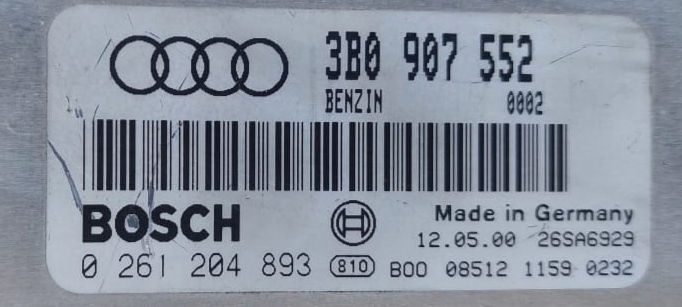 3B0 907 552
BENZIN 0002
BOSCH
Made in Germany
12.05.00 26SA6929
0 261 204 893 810 B00 08512 1159 0232